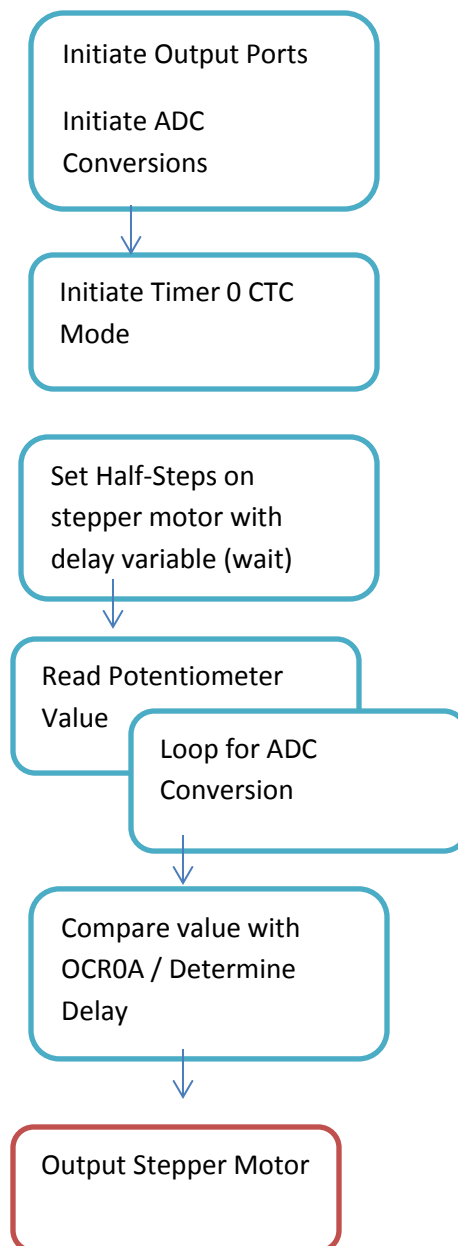 Initiate Output Ports
Initiate ADC
Conversions
Initiate Timer 0 CTC
Mode
Set Half-Steps on
stepper motor with
delay variable (wait)
Read Potentiometer
Value
Loop for ADC
Conversion
Compare value with
OCR0A / Determine
Delay
Output Stepper Motor